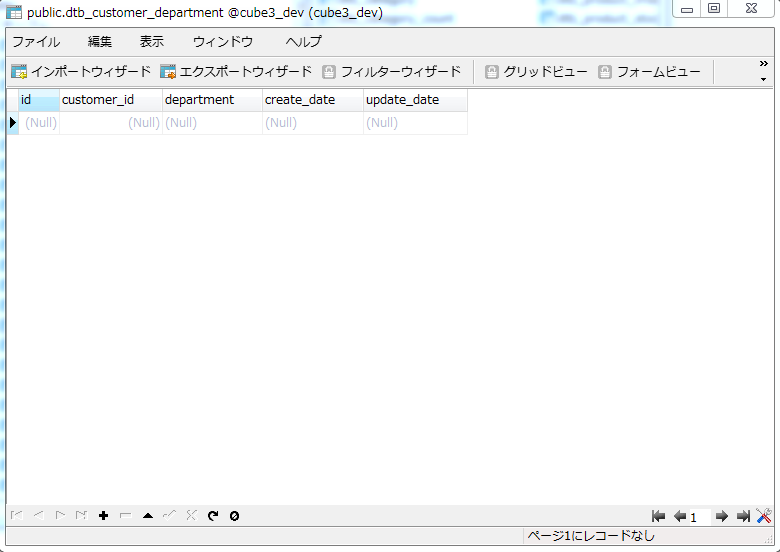 public.dtb_customer_department @cube3_dev (cube3_dev)
ファイル 編集 表示 ウィンドウ ヘルプ
インポートウィザード エクスポートウィザード フィルターウィザード グリッドビュー フォームビュー
id customer_id department create_date update_date
(Null) (Null) (Null) (Null) (Null)
1
ページ1にレコードなし